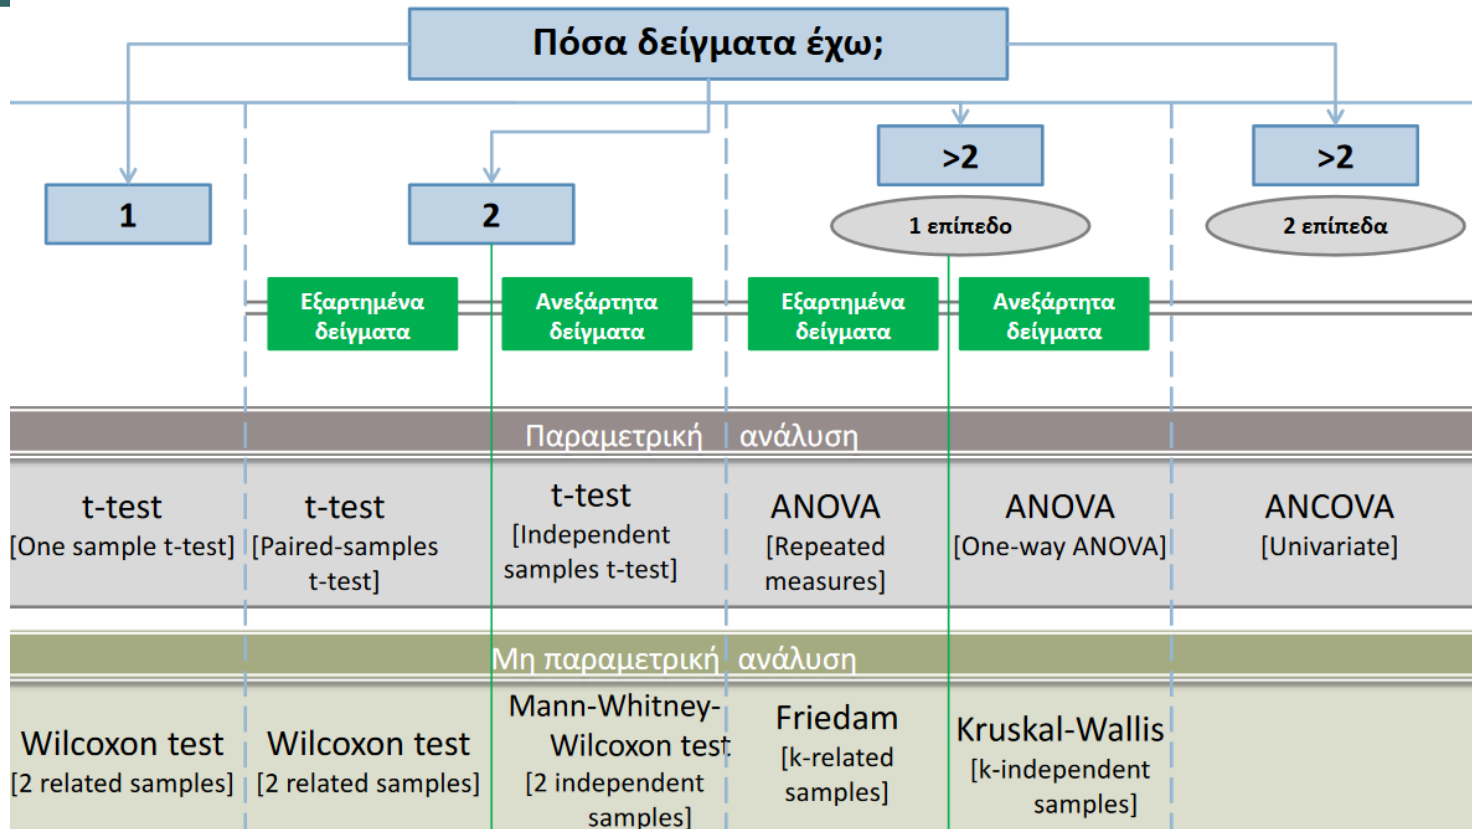 Πόσα δείγματα έχω;
1
2
>2
>2
1 επίπεδο
2 επίπεδα
Εξαρτημένα
δείγματα
Ανεξάρτητα
δείγματα
Εξαρτημένα
δείγματα
Ανεξάρτητα
δείγματα
Παραμετρική ανάλυση
t-test
[One sample t-test]
t-test
[Paired-samples
t-test]
t-test
[Independent
samples t-test]
ANOVA
[Repeated
measures]
ANOVA
[One-way ANOVA]
ANCOVA
[Univariate]
Μη παραμετρική ανάλυση
Wilcoxon test
[2 related samples]
Wilcoxon test
[2 related samples]
Mann-Whitney-
Wilcoxon test
[2 independent
samples]
Friedam
[k-related
samples]
Kruskal-Wallis
[k-independent
samples]